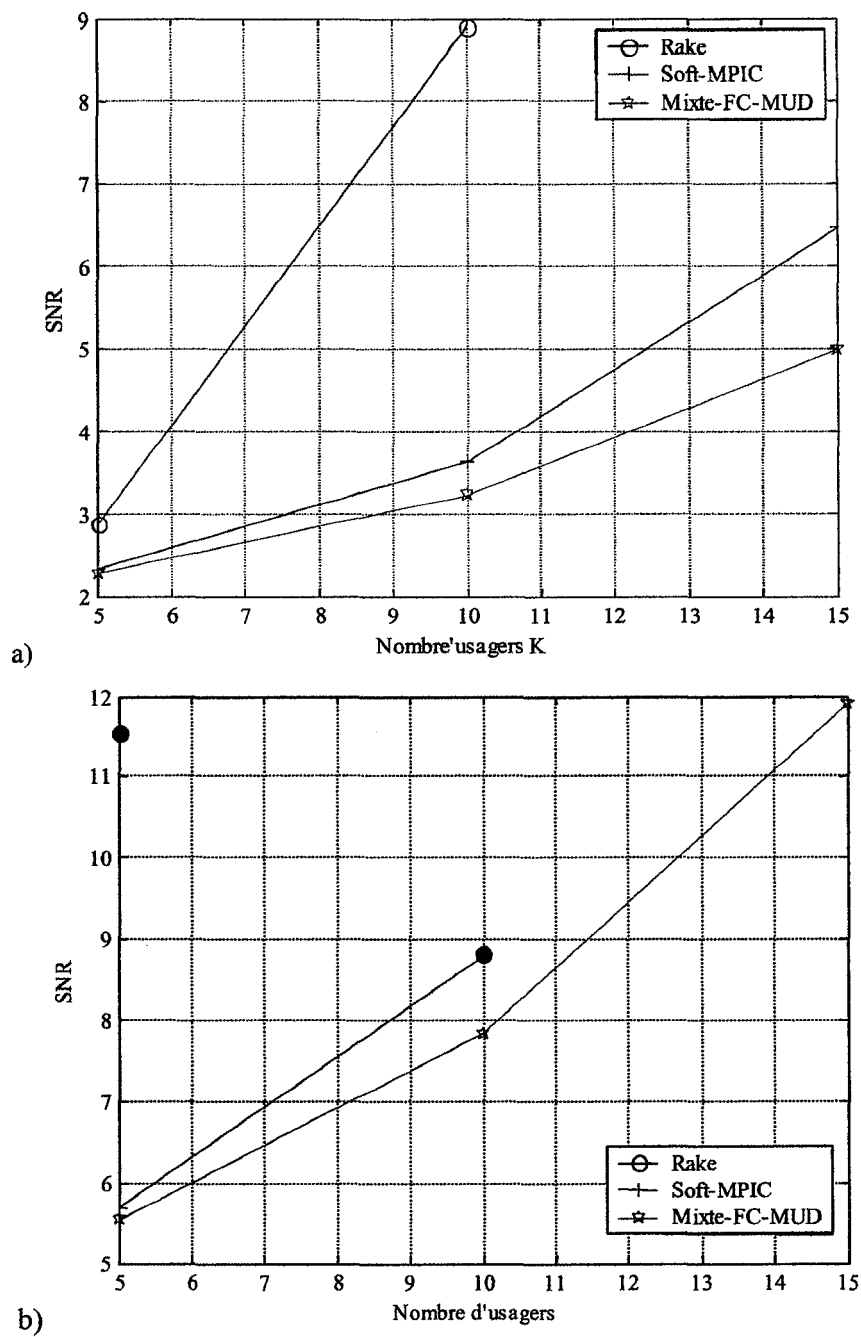 9
8
7
6
5
4
3
2
SNR
5 6 7 8 9 10 11 12 13 14 15
Nombre'usagers K
Rake
Soft-MPIC
Mixte-FC-MUD
a)
12
11
10
9
8
7
6
5
SNR
5 6 7 8 9 10 11 12 13 14 15
Nombre d'usagers
Rake
Soft-MPIC
Mixte-FC-MUD
b)